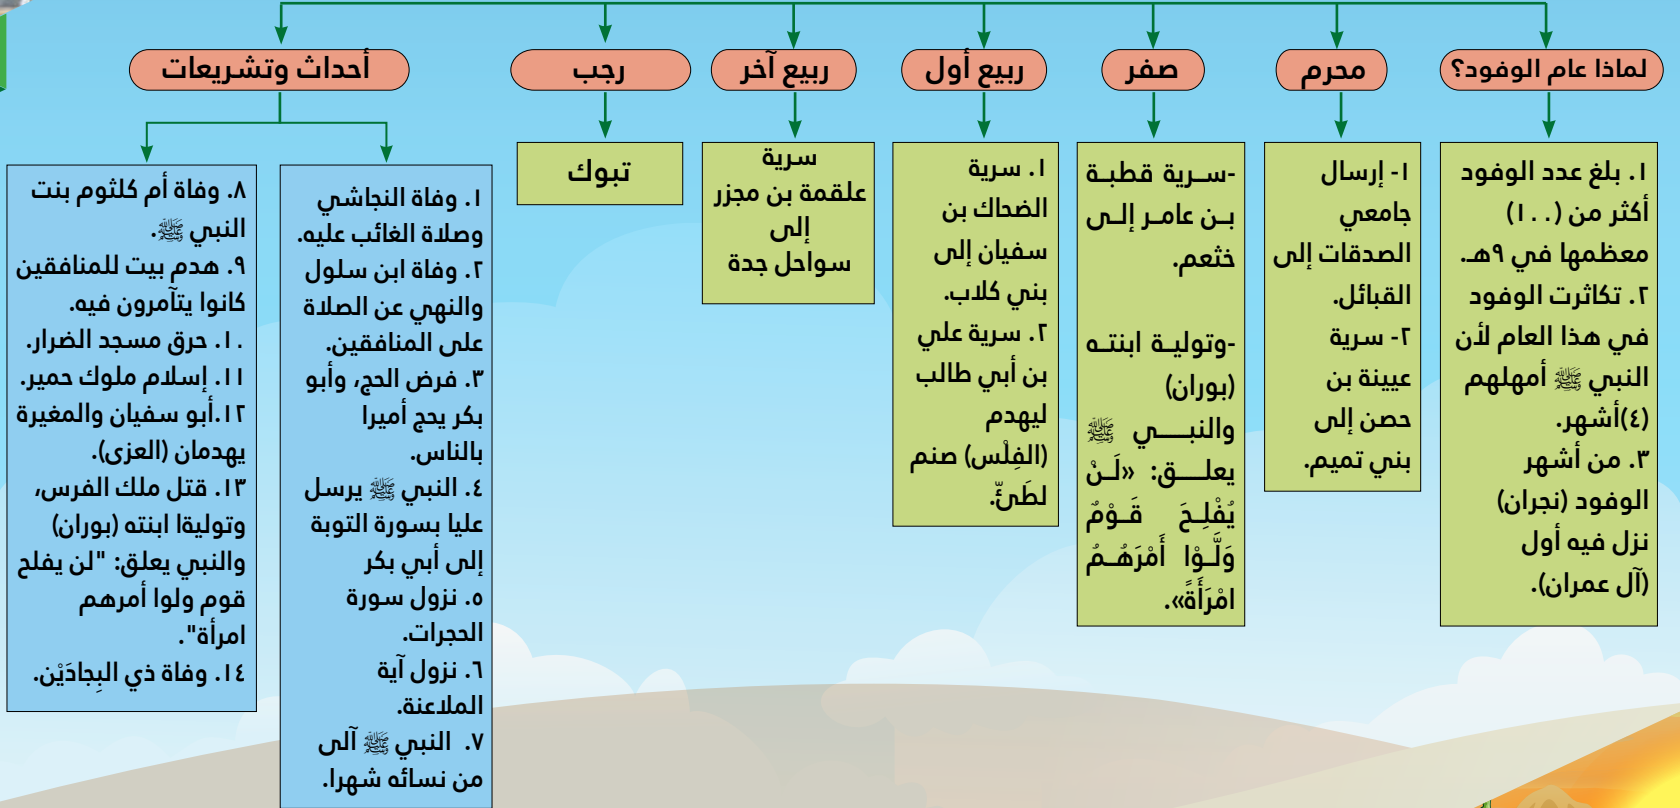 لماذا عام الوفود؟
١. بلغ عدد الوفود
أكثر من (١٠٠)
معظمها في ٩هـ.
٢. تكاثرت الوفود
في هذا العام لأن
النبي ﷺ أمهلهم
(٤)أشهر.
٣. من أشهر
الوفود (نجران)
نزل فيه أول
(آل عمران).
محرم
١- إرسال
جامعي
الصدقات إلى
القبائل.
٢- سرية
عيينة بن
حصن إلى
بني تميم.
صفر
-سرية قطبة
بن عامر إلى
خثعم.
-وتولية ابنته
(بوران)
والنبي ﷺ
يعلق: «لَنْ
يُفْلِحَ قَوْمٌ
وَلَّوْا أَمْرَهُمُ
امْرَأَةً».
ربيع أول
١. سرية
الضحاك بن
سفيان إلى
بني كلاب.
٢. سرية علي
بن أبي طالب
ليهدم
(الفِلْس) صنم
لطَئّ.
ربيع آخر
سرية
علقمة بن مجزر
إلى
سواحل جدة
رجب
تبوك
أحداث وتشريعات
١. وفاة النجاشي
وصلاة الغائب عليه.
٢. وفاة ابن سلول
والنهي عن الصلاة
على المنافقين.
٣. فرض الحج، وأبو
بكر يحج أميرا
بالناس.
٤. النبي ﷺ يرسل
عليا بسورة التوبة
إلى أبي بكر
٥. نزول سورة
الحجرات.
٦. نزول آية
الملاعنة.
٧. النبي ﷺ آلى
من نسائه شهرا.
٨. وفاة أم كلثوم بنت
النبي ﷺ.
٩. هدم بيت للمنافقين
كانوا يتآمرون فيه.
١٠. حرق مسجد الضرار.
١١. إسلام ملوك حمير.
١٢.أبو سفيان والمغيرة
يهدمان (العزى).
١٣. قتل ملك الفرس،
وتوليةا ابنته (بوران)
والنبي يعلق: "لن يفلح
قوم ولوا أمرهم
امرأة".
١٤. وفاة ذي البِجادَيْن.